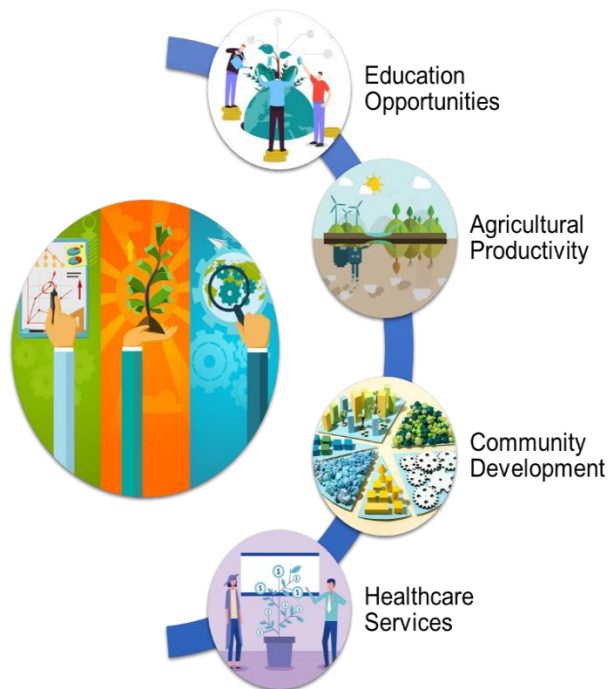 Education
Opportunities
Agricultural
Productivity
Community
Development
Healthcare
Services